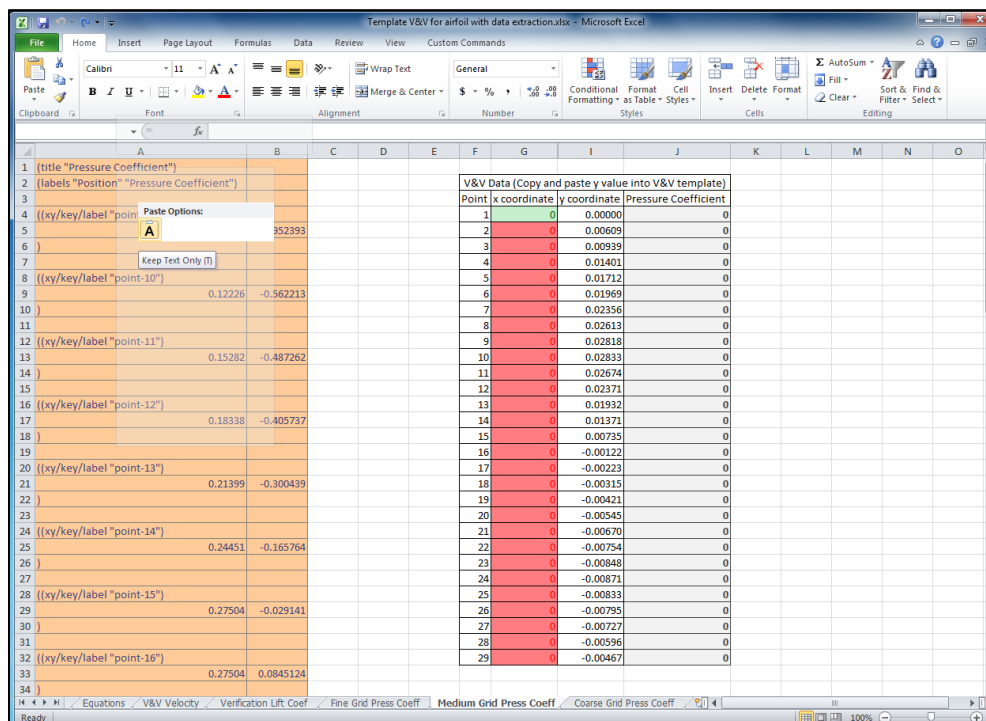 Template V&V for airfoil with data extraction.xlsx - Microsoft Excel
File Home Insert Page Layout Formulas Data Review View Custom Commands
Calibri 11 Wrap Text General Σ AutoSum
Fill
Paste B I U Merge & Center $ % , Conditional Format Cell Insert Delete Format Clear Sort & Find &
Formatting as Table Styles Filter Select
Clipboard Font Alignment Number Styles Cells Editing
fx
A B C D E F G I J K L M N O
1 (title "Pressure Coefficient")
2 (labels "Position" "Pressure Coefficient") V&V Data (Copy and paste y value into V&V template)
3 Point x coordinate y coordinate Pressure Coefficient
4 ((xy/key/label "poin 1 0 0.00000 0
Paste Options:
5 952393 2 0 0.00609 0
A
6 ) 3 0 0.00939 0
Keep Text Only (T)
7 4 0 0.01401 0
8 ((xy/key/label "point-10") 5 0 0.01712 0
9 0.12226 -0.562213 6 0 0.01969 0
10 ) 7 0 0.02356 0
11 8 0 0.02613 0
12 ((xy/key/label "point-11") 9 0 0.02818 0
13 0.15282 -0.487262 10 0 0.02833 0
14 ) 11 0 0.02674 0
15 12 0 0.02371 0
16 ((xy/key/label "point-12") 13 0 0.01932 0
17 0.18338 -0.405737 14 0 0.01371 0
18 ) 15 0 0.00735 0
19 16 0 -0.00122 0
20 ((xy/key/label "point-13") 17 0 -0.00223 0
21 0.21399 -0.300439 18 0 -0.00315 0
22 ) 19 0 -0.00421 0
23 20 0 -0.00545 0
24 ((xy/key/label "point-14") 21 0 -0.00670 0
25 0.24451 -0.165764 22 0 -0.00754 0
26 ) 23 0 -0.00848 0
27 24 0 -0.00871 0
28 ((xy/key/label "point-15") 25 0 -0.00833 0
29 0.27504 -0.029141 26 0 -0.00795 0
30 ) 27 0 -0.00727 0
31 28 0 -0.00596 0
32 ((xy/key/label "point-16") 29 0 -0.00467 0
33 0.27504 0.0845124
34 )
Equations V&V Velocity Verification Lift Coef Fine Grid Press Coeff Medium Grid Press Coeff Coarse Grid Press Coeff
Ready 100%